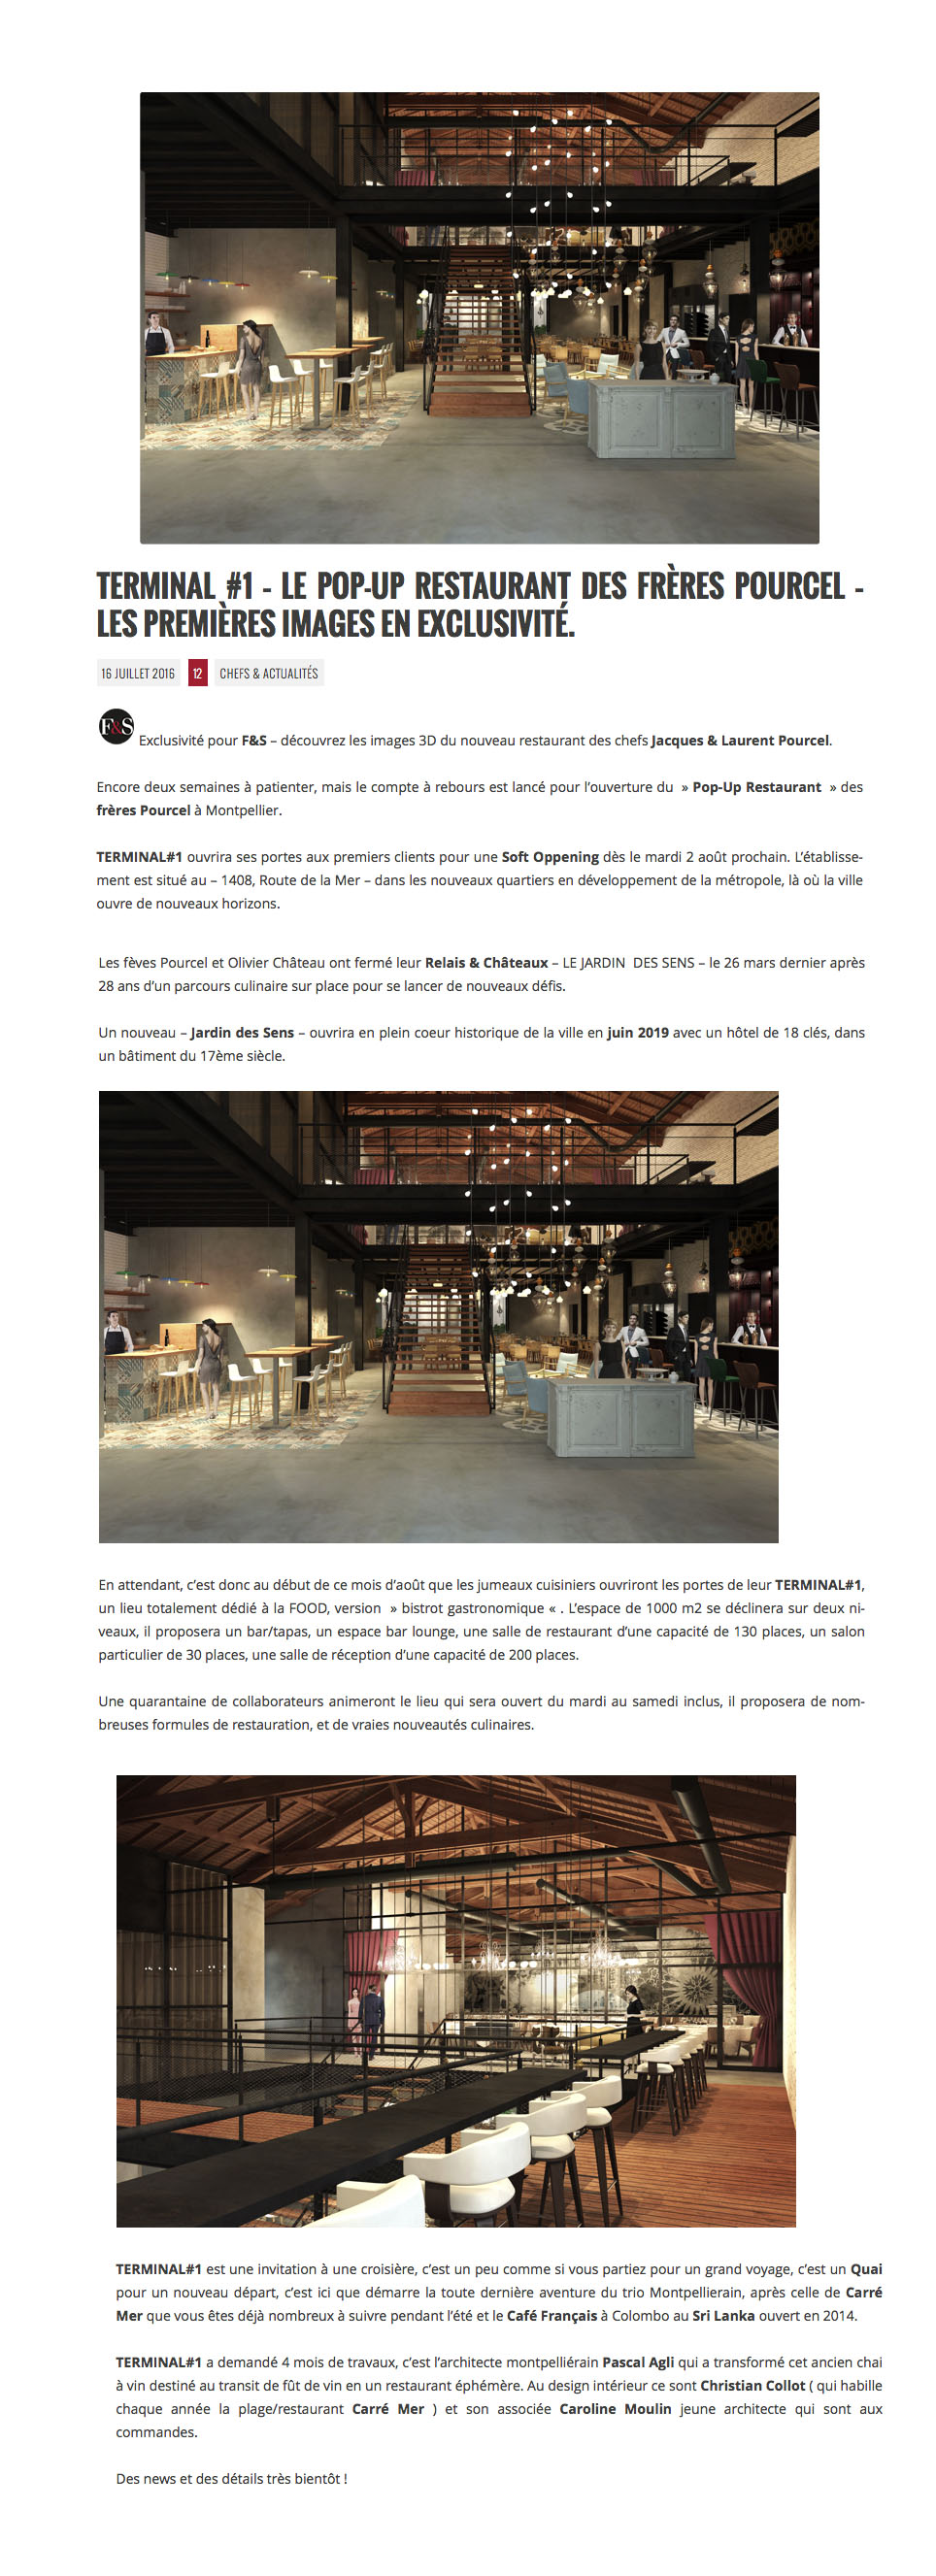 TERMINAL #1 - LE POP-UP RESTAURANT DES FRÈRES POURCEL -
LES PREMIÈRES IMAGES EN EXCLUSIVITÉ.
16 JUILLET 2016 12 CHEFS & ACTUALITÉS
F&S Exclusivité pour F&S – découvrez les images 3D du nouveau restaurant des chefs Jacques & Laurent Pourcel.
Encore deux semaines à patienter, mais le compte à rebours est lancé pour l’ouverture du » Pop-Up Restaurant » des
frères Pourcel à Montpellier.
TERMINAL#1 ouvrira ses portes aux premiers clients pour une Soft Oppening dès le mardi 2 août prochain. L’établisse-
ment est situé au – 1408, Route de la Mer – dans les nouveaux quartiers en développement de la métropole, là où la ville
ouvre de nouveaux horizons.
Les fèves Pourcel et Olivier Château ont fermé leur Relais & Châteaux – LE JARDIN DES SENS – le 26 mars dernier après
28 ans d’un parcours culinaire sur place pour se lancer de nouveaux défis.
Un nouveau – Jardin des Sens – ouvrira en plein coeur historique de la ville en juin 2019 avec un hôtel de 18 clés, dans
un bâtiment du 17ème siècle.
En attendant, c’est donc au début de ce mois d’août que les jumeaux cuisiniers ouvriront les portes de leur TERMINAL#1,
un lieu totalement dédié à la FOOD, version » bistrot gastronomique « . L’espace de 1000 m2 se déclinera sur deux ni-
veaux, il proposera un bar/tapas, un espace bar lounge, une salle de restaurant d’une capacité de 130 places, un salon
particulier de 30 places, une salle de réception d’une capacité de 200 places.
Une quarantaine de collaborateurs animeront le lieu qui sera ouvert du mardi au samedi inclus, il proposera de nom-
breuses formules de restauration, et de vraies nouveautés culinaires.
TERMINAL#1 est une invitation à une croisière, c’est un peu comme si vous partiez pour un grand voyage, c’est un Quai
pour un nouveau départ, c’est ici que démarre la toute dernière aventure du trio Montpellierain, après celle de Carré
Mer que vous êtes déjà nombreux à suivre pendant l’été et le Café Français à Colombo au Sri Lanka ouvert en 2014.
TERMINAL#1 a demandé 4 mois de travaux, c’est l’architecte montpelliérain Pascal Agli qui a transformé cet ancien chai
à vin destiné au transit de fût de vin en un restaurant éphémère. Au design intérieur ce sont Christian Collot ( qui habille
chaque année la plage/restaurant Carré Mer ) et son associée Caroline Moulin jeune architecte qui sont aux
commandes.
Des news et des détails très bientôt !